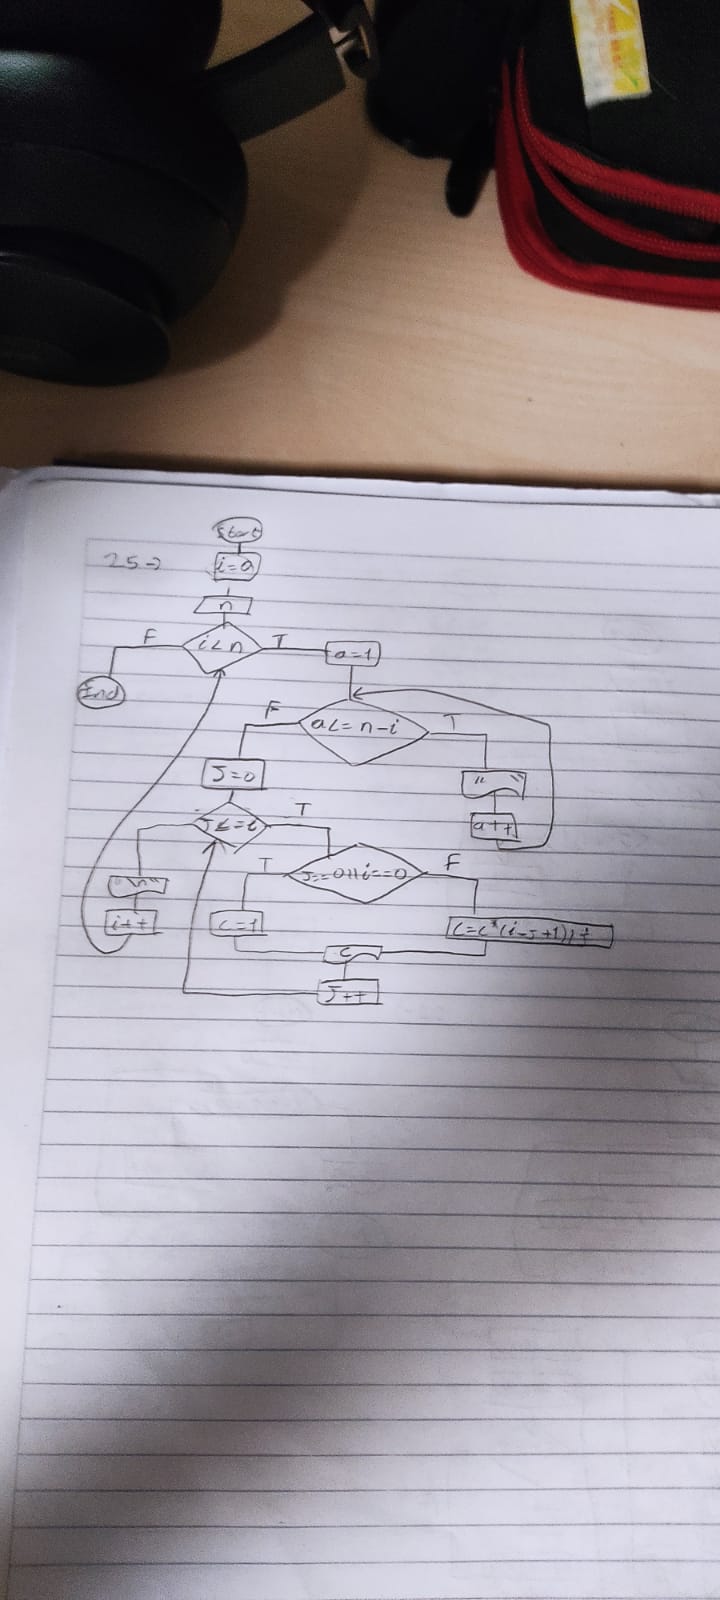 Start
25→
i=0
n
F
i<n
T
a=1
End
F
a<=n-i
T
J=0
" "
J<=i
T
a++
T
J==0||i==0
F
"\n"
i++
c=1
c=c*(i-J+1)/J
c
J++